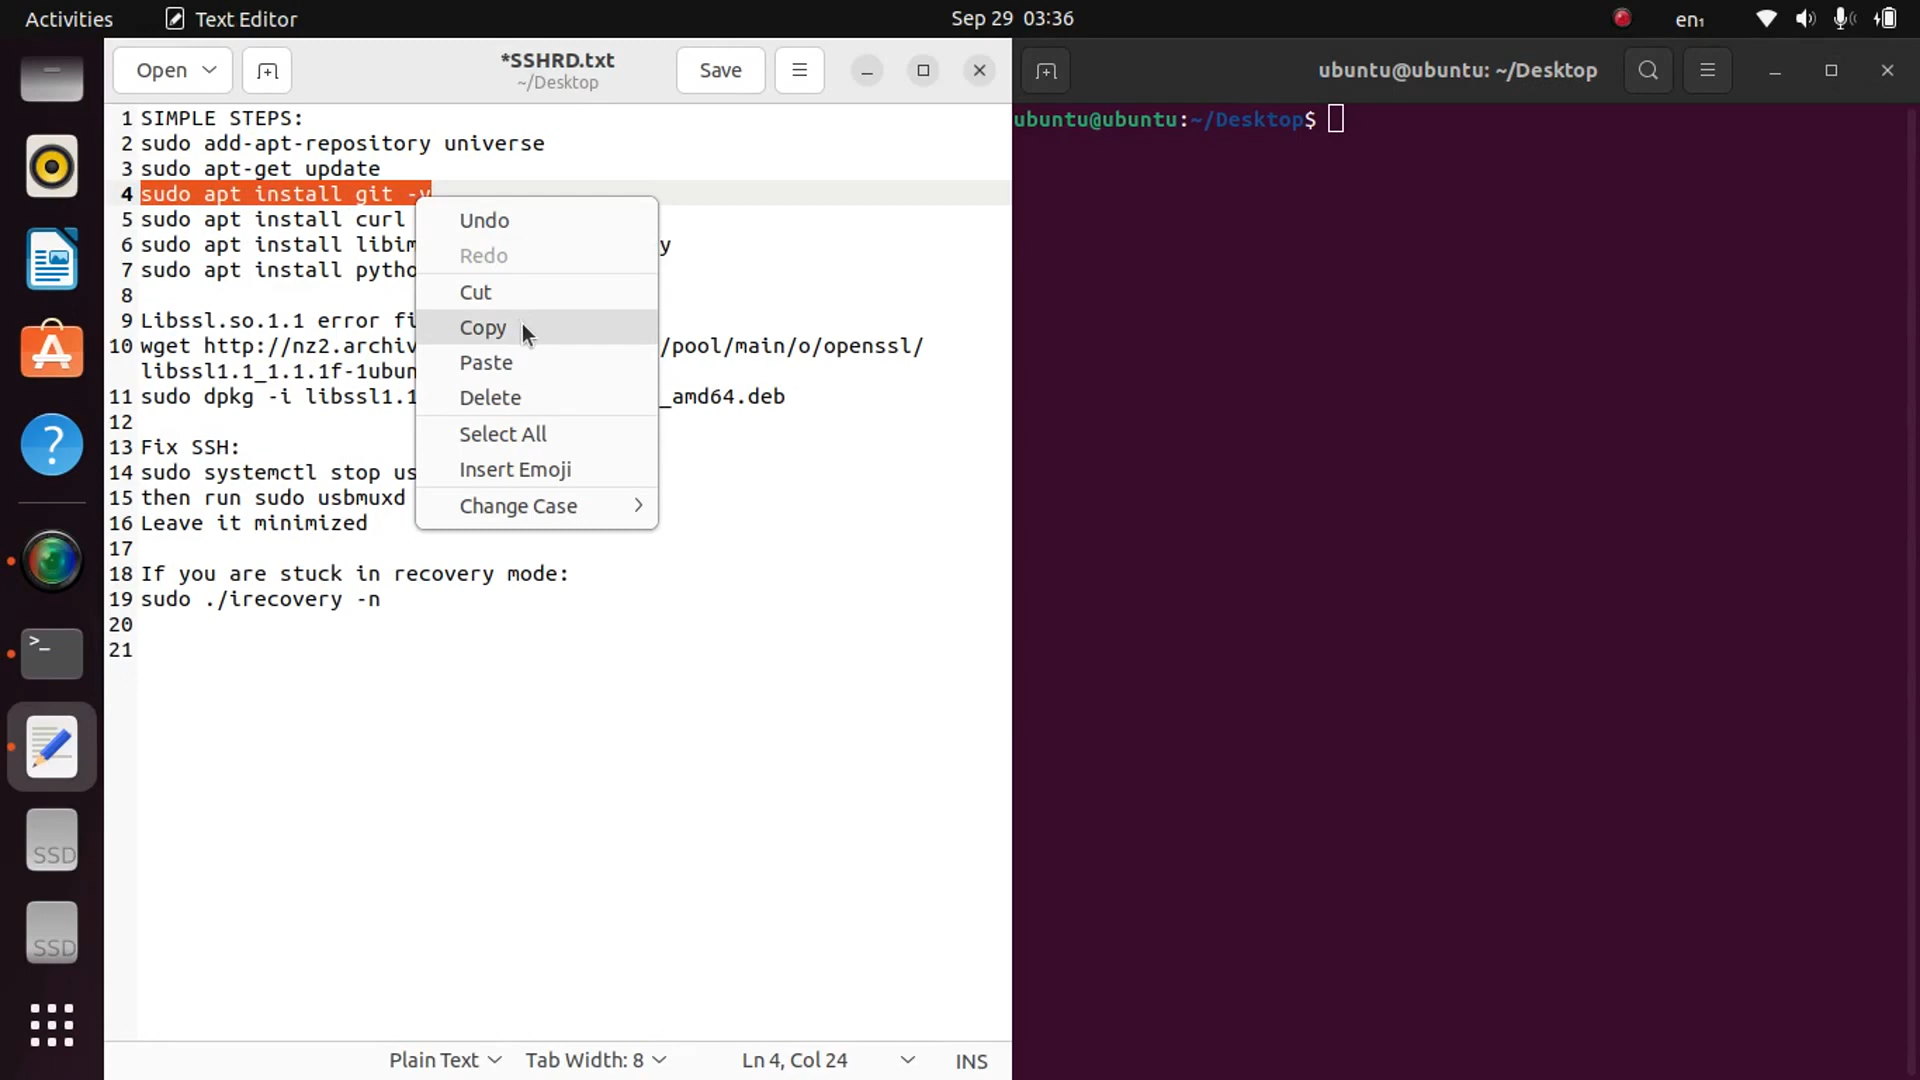 Activities
Text Editor
Sep 29 03:36
en₁
Open
*SSHRD.txt
~/Desktop
Save
ubuntu@ubuntu: ~/Desktop
1 SIMPLE STEPS:
2 sudo add-apt-repository universe
3 sudo apt-get update
4 sudo apt install git -y
5 sudo apt install curl
6 sudo apt install libim y
7 sudo apt install pytho
8
9 Libssl.so.1.1 error fi
10 wget http://nz2.archiv /pool/main/o/openssl/
libssl1.1_1.1.1f-1ubun
11 sudo dpkg -i libssl1.1 _amd64.deb
12
13 Fix SSH:
14 sudo systemctl stop us
15 then run sudo usbmuxd
16 Leave it minimized
17
18 If you are stuck in recovery mode:
19 sudo ./irecovery -n
20
21
Undo
Redo
Cut
Copy
Paste
Delete
Select All
Insert Emoji
Change Case
ubuntu@ubuntu:~/Desktop$
SSD
SSD
Plain Text
Tab Width: 8
Ln 4, Col 24
INS